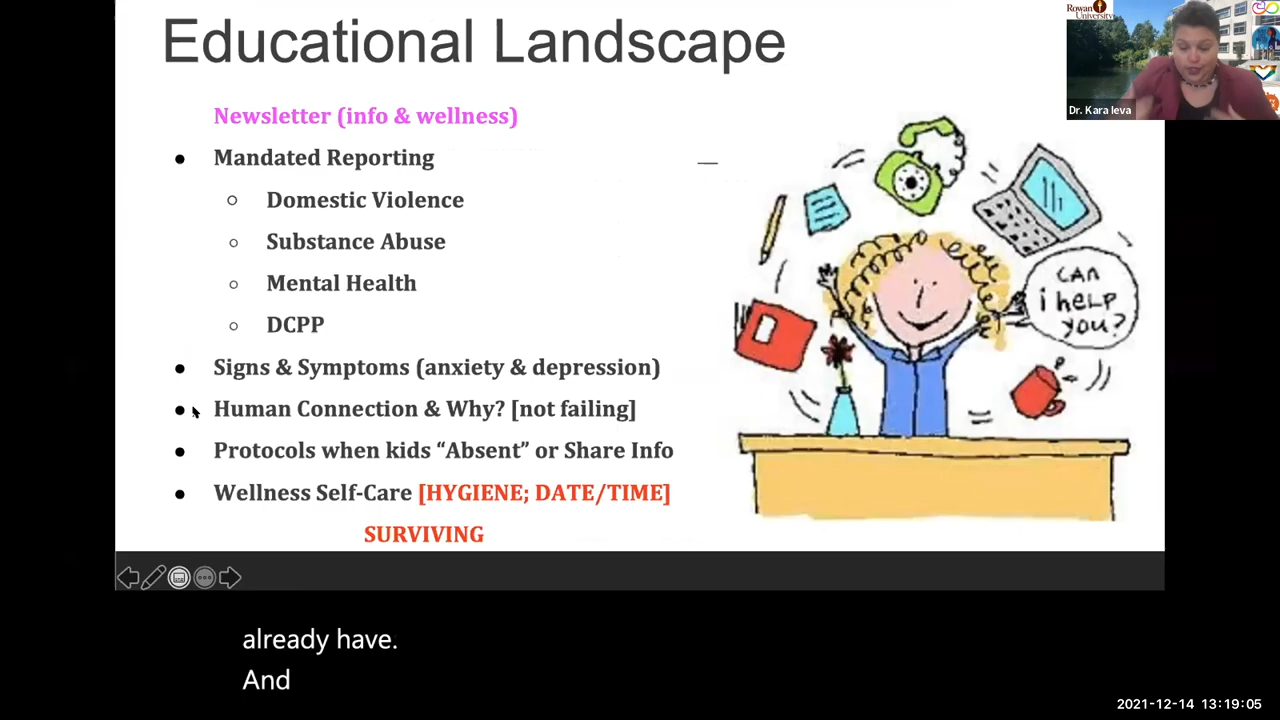 Educational Landscape
Rowan
University
Dr. Kara Ieva
Newsletter (info & wellness)
● Mandated Reporting
○ Domestic Violence
○ Substance Abuse
○ Mental Health
○ DCPP
● Signs & Symptoms (anxiety & depression)
● Human Connection & Why? [not failing]
● Protocols when kids “Absent” or Share Info
● Wellness Self-Care [HYGIENE; DATE/TIME]
SURVIVING
CAn
i help
you?
already have.
And
2021-12-14 13:19:05